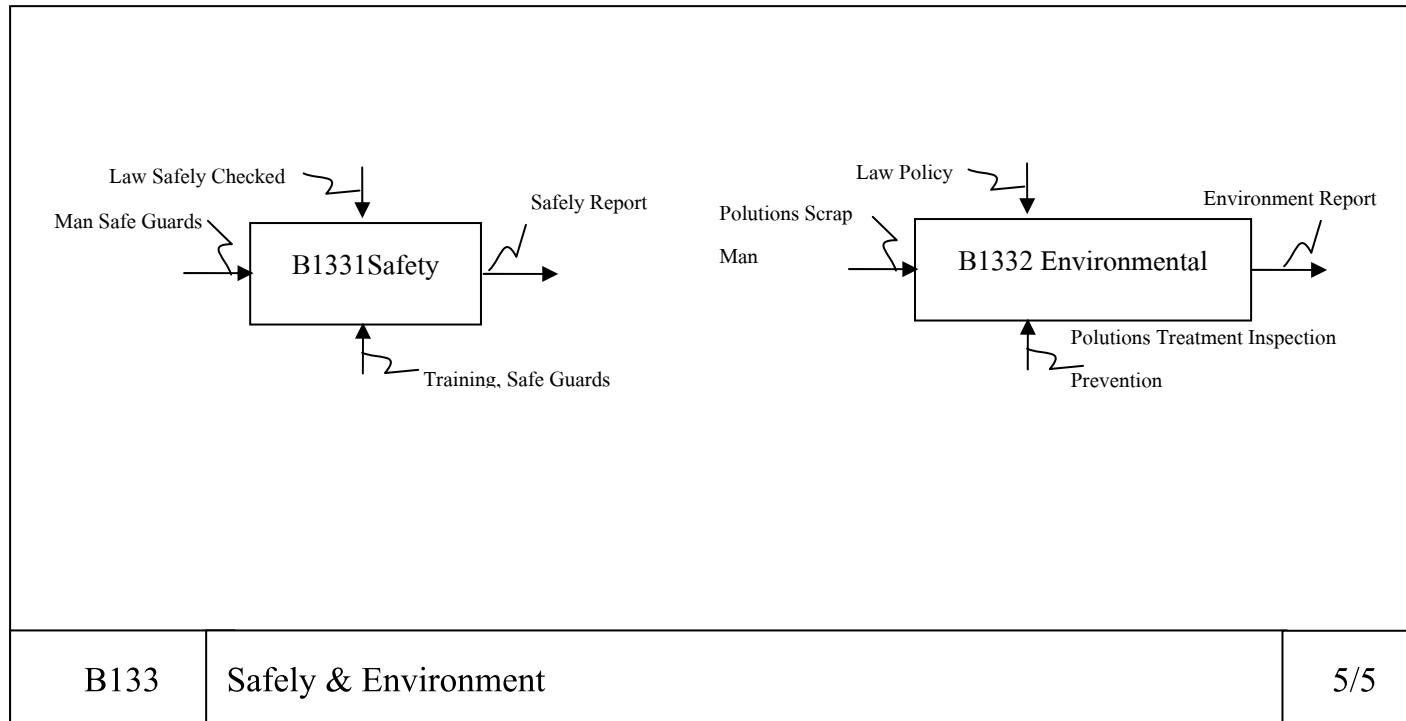 Law Safely Checked
Man Safe Guards
Safely Report
B1331Safety
Training, Safe Guards
Law Policy
Polutions Scrap
Man
Environment Report
B1332 Environmental
Polutions Treatment Inspection
Prevention
B133
Safely & Environment
5/5